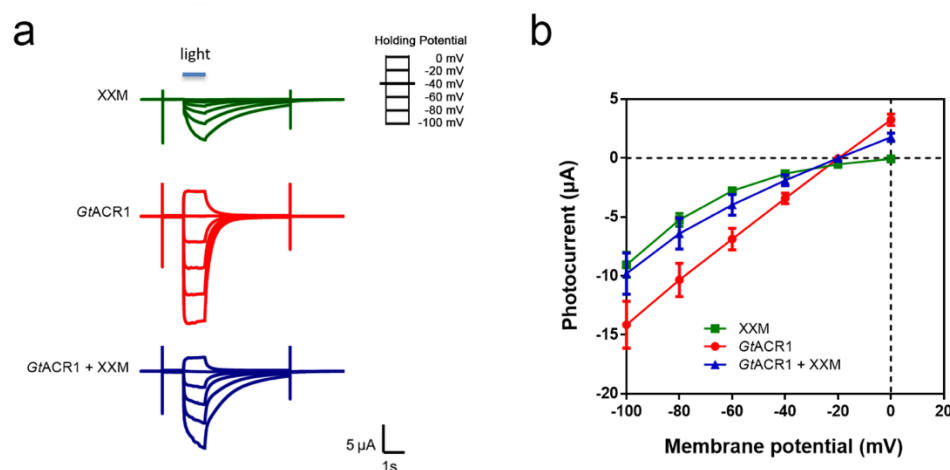 a
light
XXM
Holding Potential
0 mV
-20 mV
-40 mV
-60 mV
-80 mV
-100 mV
GtACR1
GtACR1 + XXM
5 µA
1s
b
Photocurrent (µA)
5
0
-5
-10
-15
-20
XXM
GtACR1
GtACR1 + XXM
-100 -80 -60 -40 -20 0 20
Membrane potential (mV)